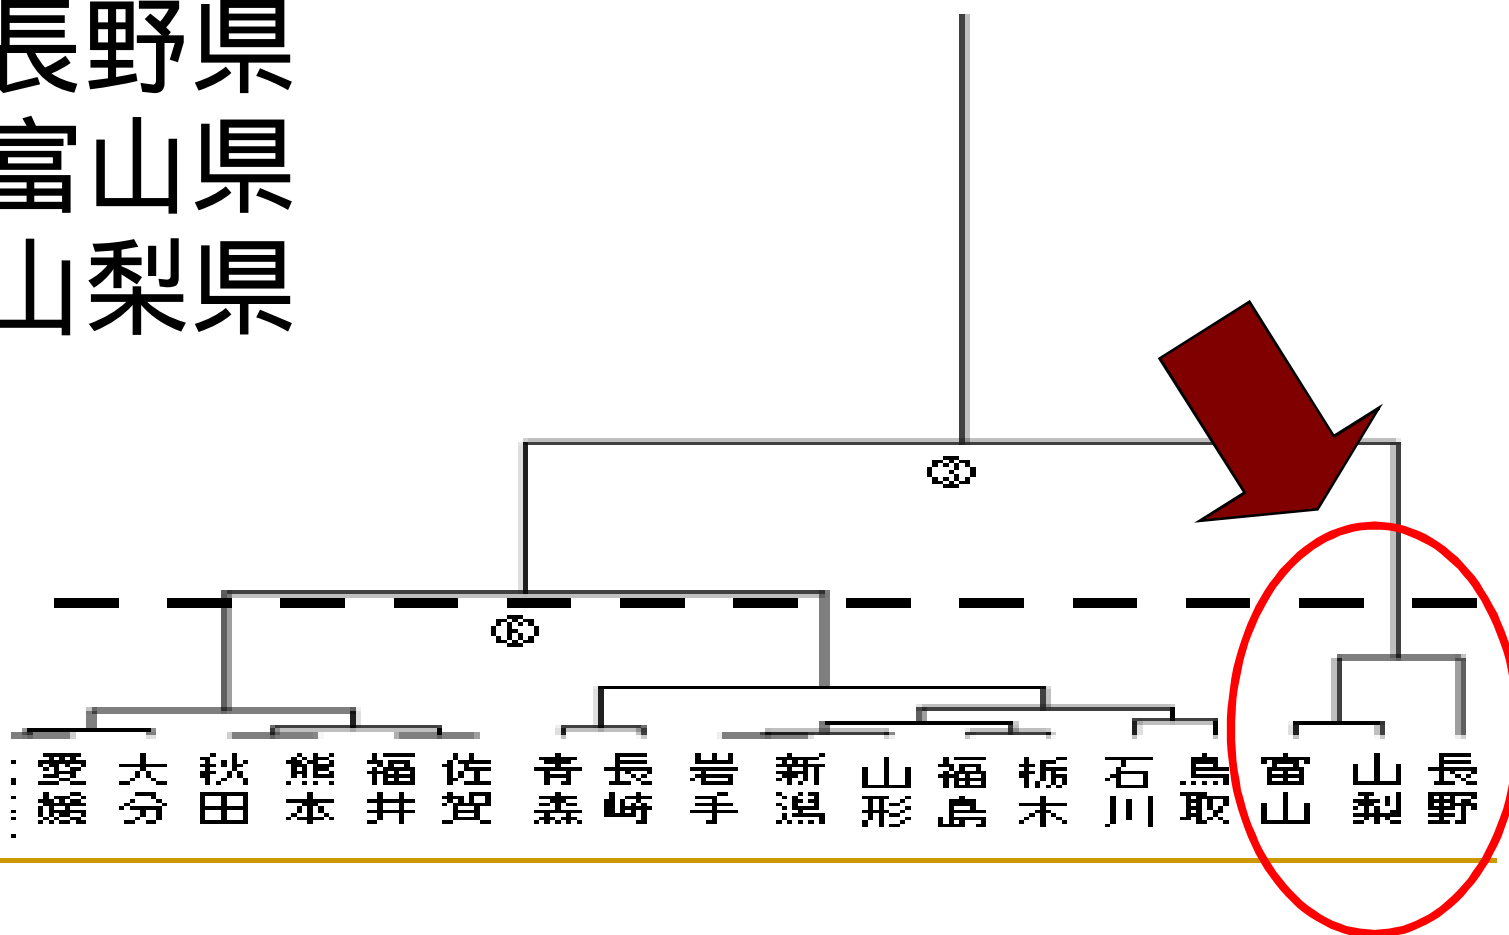 長野県
富山県
山梨県
③
⑥
愛媛 大分 秋田 熊本 福井 佐賀 青森 長崎 岩手 新潟 山形 福島 栃木 石川 鳥取 富山 山梨 長野